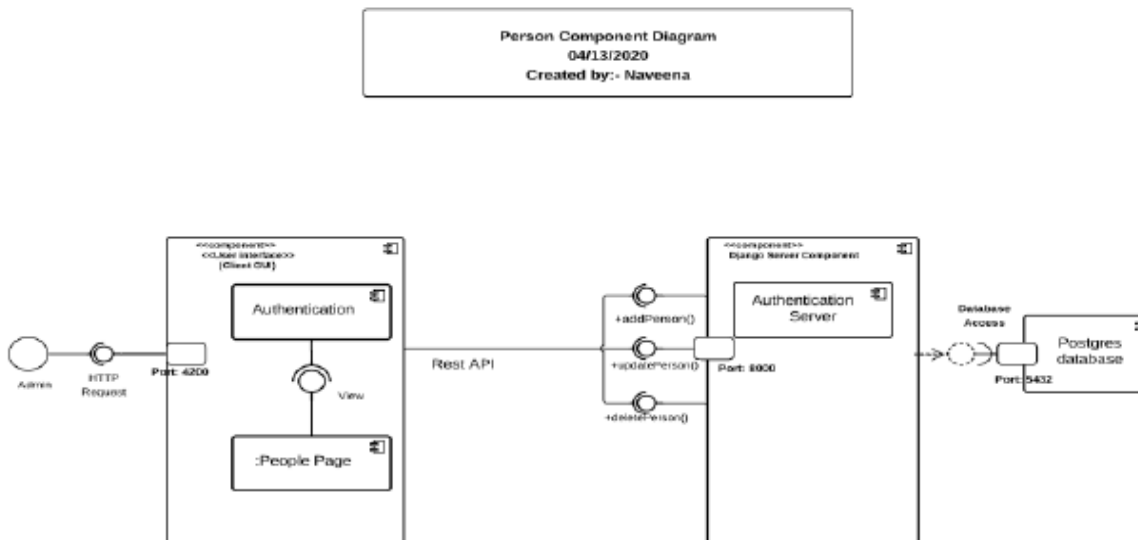 Person Component Diagram
04/13/2020
Created by:- Naveena
<<component>>
<<User Interface>>
(Client GUI)
Authentication
View
:People Page
Admin
HTTP
Request
Port: 4200
Rest API
+addPerson()
+updatePerson()
+deletePerson()
<<component>>
Django Server Component
Authentication
Server
Port: 8000
Database
Access
Postgres
database
Port: 5432